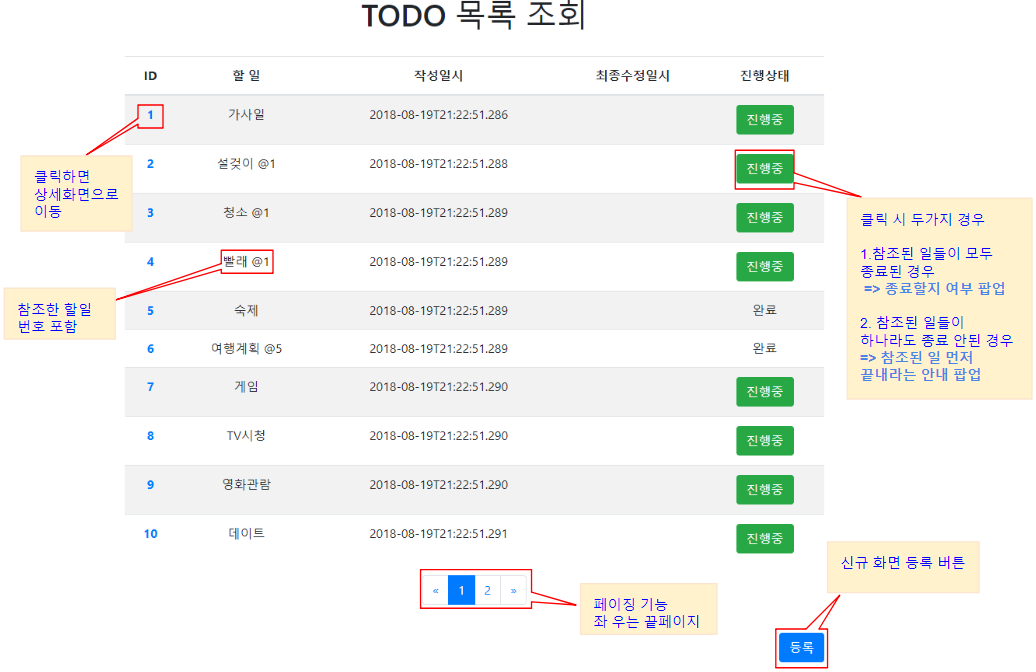 TODO 목록 조회
ID 할 일 작성일시 최종수정일시 진행상태
1 가사일 2018-08-19T21:22:51.286 진행중
2 설겆이 @1 2018-08-19T21:22:51.288 진행중
3 청소 @1 2018-08-19T21:22:51.289 진행중
4 빨래 @1 2018-08-19T21:22:51.289 진행중
5 숙제 2018-08-19T21:22:51.289 완료
6 여행계획 @5 2018-08-19T21:22:51.289 완료
7 게임 2018-08-19T21:22:51.290 진행중
8 TV시청 2018-08-19T21:22:51.290 진행중
9 영화관람 2018-08-19T21:22:51.290 진행중
10 데이트 2018-08-19T21:22:51.291 진행중
클릭하면
상세화면으로
이동
참조한 할일
번호 포함
클릭 시 두가지 경우
1.참조된 일들이 모두
종료된 경우
=> 종료할지 여부 팝업
2. 참조된 일들이
하나라도 종료 안된 경우
=> 참조된 일 먼저
끝내라는 안내 팝업
« 1 2 »
페이징 기능
좌 우는 끝페이지
신규 화면 등록 버튼
등록